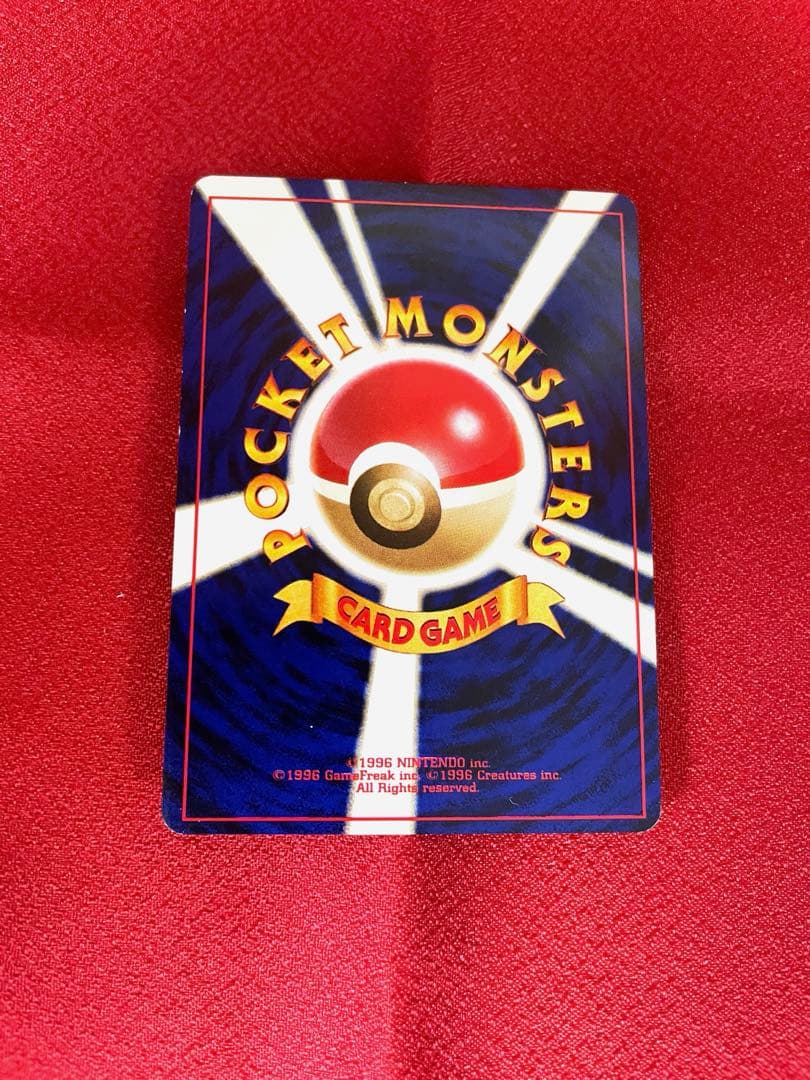 POCKET MONSTERS
CARD GAME
©1996 NINTENDO inc.
©1996 GameFreak inc. ©1996 Creatures inc.
All Rights reserved.